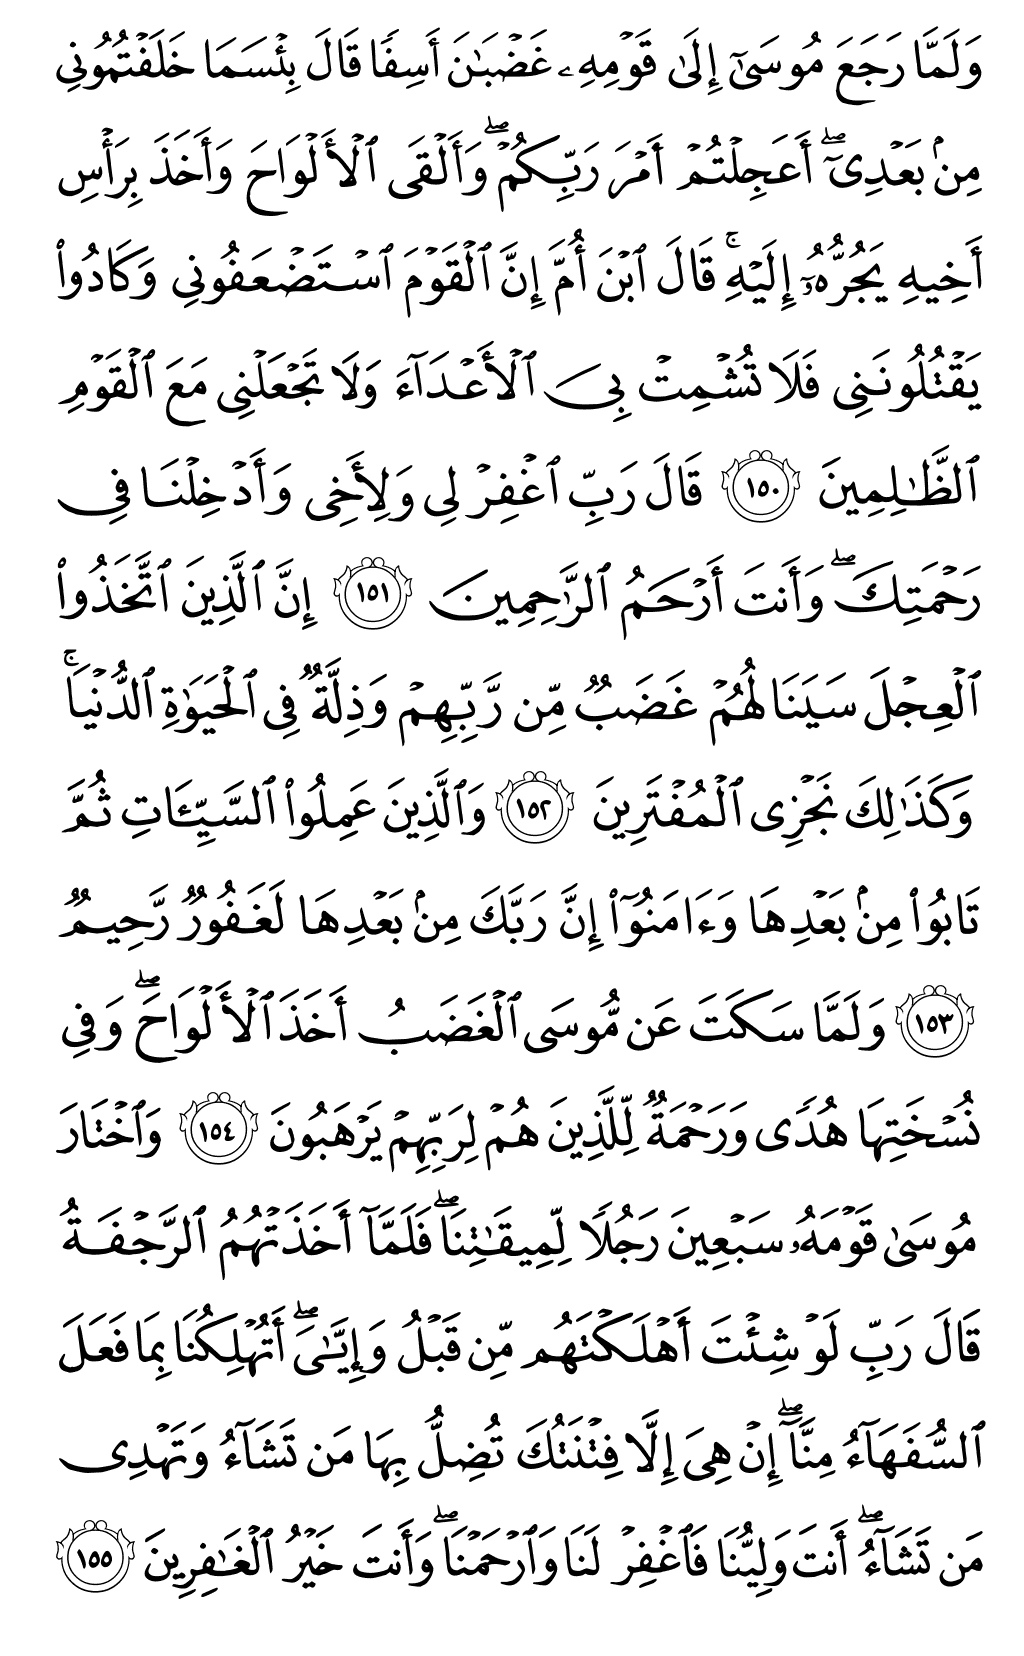 وَلَمَّا رَجَعَ مُوسَىٰٓ إِلَىٰ قَوۡمِهِۦ غَضۡبَٰنَ أَسِفٗا قَالَ بِئۡسَمَا خَلَفۡتُمُونِي
مِنۢ بَعۡدِيٓۖ أَعَجِلۡتُمۡ أَمۡرَ رَبِّكُمۡۖ وَأَلۡقَى ٱلۡأَلۡوَاحَ وَأَخَذَ بِرَأۡسِ
أَخِيهِ يَجُرُّهُۥٓ إِلَيۡهِۚ قَالَ ٱبۡنَ أُمَّ إِنَّ ٱلۡقَوۡمَ ٱسۡتَضۡعَفُونِي وَكَادُواْ
يَقۡتُلُونَنِي فَلَا تُشۡمِتۡ بِيَ ٱلۡأَعۡدَآءَ وَلَا تَجۡعَلۡنِي مَعَ ٱلۡقَوۡمِ
ٱلظَّٰلِمِينَ ١٥٠ قَالَ رَبِّ ٱغۡفِرۡ لِي وَلِأَخِي وَأَدۡخِلۡنَا فِي
رَحۡمَتِكَۖ وَأَنتَ أَرۡحَمُ ٱلرَّٰحِمِينَ ١٥١ إِنَّ ٱلَّذِينَ ٱتَّخَذُواْ
ٱلۡعِجۡلَ سَيَنَالُهُمۡ غَضَبٞ مِّن رَّبِّهِمۡ وَذِلَّةٞ فِي ٱلۡحَيَوٰةِ ٱلدُّنۡيَاۚ
وَكَذَٰلِكَ نَجۡزِي ٱلۡمُفۡتَرِينَ ١٥٢ وَٱلَّذِينَ عَمِلُواْ ٱلسَّيِّـَٔاتِ ثُمَّ
تَابُواْ مِنۢ بَعۡدِهَا وَءَامَنُوٓاْ إِنَّ رَبَّكَ مِنۢ بَعۡدِهَا لَغَفُورٞ رَّحِيمٞ
١٥٣ وَلَمَّا سَكَتَ عَن مُّوسَى ٱلۡغَضَبُ أَخَذَ ٱلۡأَلۡوَاحَۖ وَفِي
نُسۡخَتِهَا هُدٗى وَرَحۡمَةٞ لِّلَّذِينَ هُمۡ لِرَبِّهِمۡ يَرۡهَبُونَ ١٥٤ وَٱخۡتَارَ
مُوسَىٰ قَوۡمَهُۥ سَبۡعِينَ رَجُلٗا لِّمِيقَٰتِنَاۖ فَلَمَّآ أَخَذَتۡهُمُ ٱلرَّجۡفَةُ
قَالَ رَبِّ لَوۡ شِئۡتَ أَهۡلَكۡتَهُم مِّن قَبۡلُ وَإِيَّٰيَۖ أَتُهۡلِكُنَا بِمَا فَعَلَ
ٱلسُّفَهَآءُ مِنَّآۖ إِنۡ هِيَ إِلَّا فِتۡنَتُكَ تُضِلُّ بِهَا مَن تَشَآءُ وَتَهۡدِي
مَن تَشَآءُۖ أَنتَ وَلِيُّنَا فَٱغۡفِرۡ لَنَا وَٱرۡحَمۡنَاۖ وَأَنتَ خَيۡرُ ٱلۡغَٰفِرِينَ ١٥٥